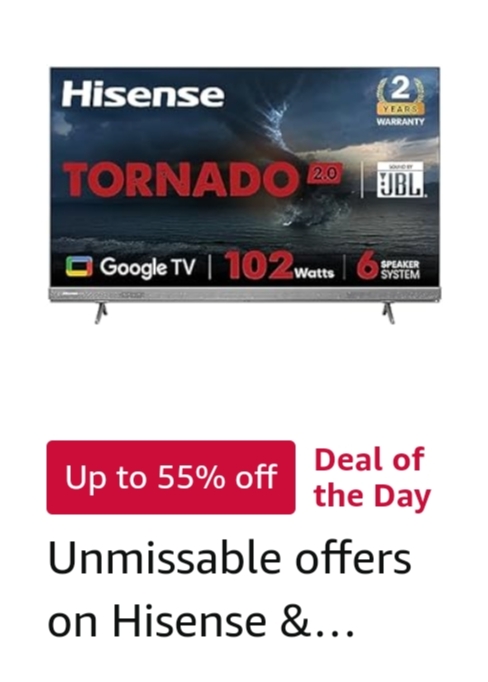 Hisense
2
YEARS
WARRANTY
TORNADO 2.0
SOUND BY
JBL
Google TV | 102 Watts | 6 SPEAKER SYSTEM
Up to 55% off
Deal of
the Day
Unmissable offers
on Hisense &...